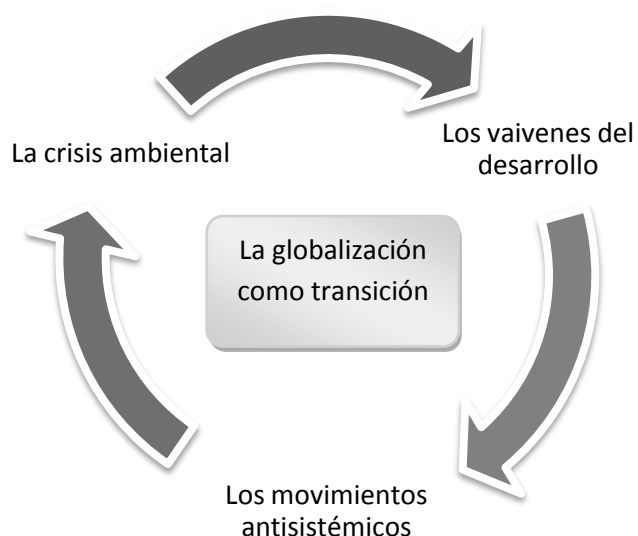 La crisis ambiental
Los vaivenes del
desarrollo
La globalización
como transición
Los movimientos
antisistémicos